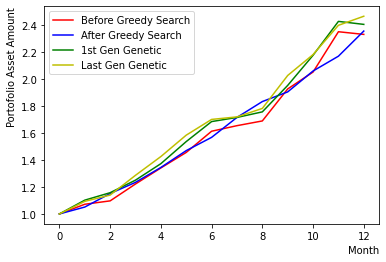 Portofolio Asset Amount
Before Greedy Search
After Greedy Search
1st Gen Genetic
Last Gen Genetic
2.4
2.2
2.0
1.8
1.6
1.4
1.2
1.0
0 2 4 6 8 10 12
Month